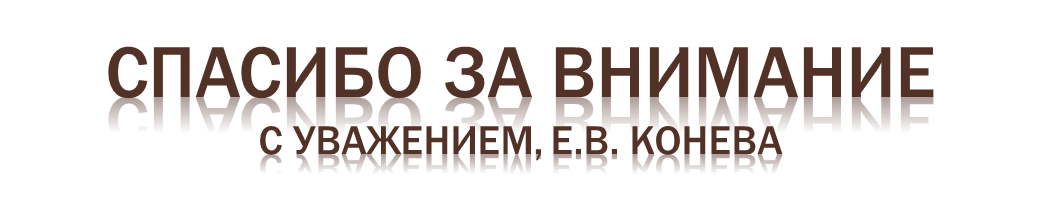 СПАСИБО ЗА ВНИМАНИЕ
С УВАЖЕНИЕМ, Е.В. КОНЕВА